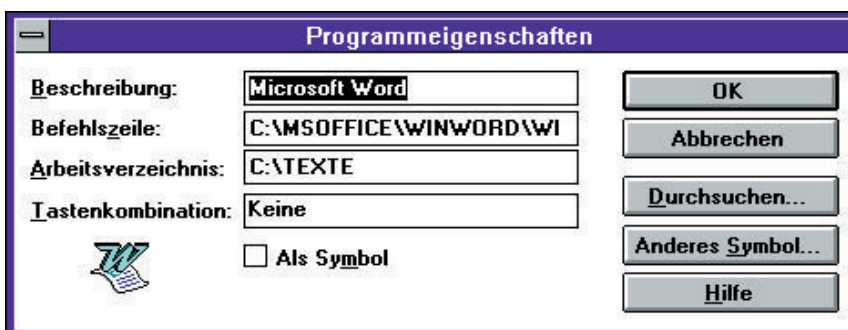 Programmeigenschaften
Beschreibung: Microsoft Word
Befehlszeile: C:\MSOFFICE\WINWORD\WI
Arbeitsverzeichnis: C:\TEXTE
Tastenkombination: Keine
Als Symbol
OK
Abbrechen
Durchsuchen...
Anderes Symbol...
Hilfe